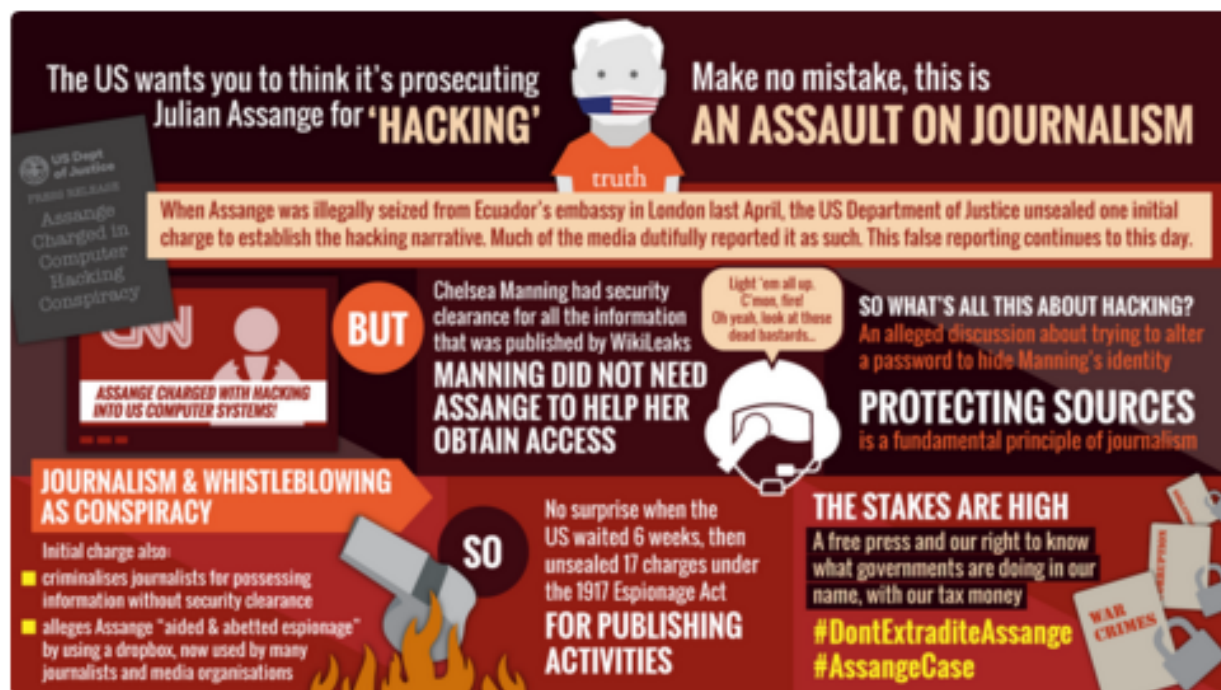 The US wants you to think it's prosecuting
Julian Assange for 'HACKING'
Make no mistake, this is
AN ASSAULT ON JOURNALISM
truth
US Dept
of Justice
PRESS RELEASE
Assange
Charged in
Computer
Hacking
Conspiracy
When Assange was illegally seized from Ecuador's embassy in London last April, the US Department of Justice unsealed one initial
charge to establish the hacking narrative. Much of the media dutifully reported it as such. This false reporting continues to this day.
CNN
ASSANGE CHARGED WITH HACKING
INTO US COMPUTER SYSTEMS!
BUT
Chelsea Manning had security
clearance for all the information
that was published by WikiLeaks
MANNING DID NOT NEED
ASSANGE TO HELP HER
OBTAIN ACCESS
Light 'em all up.
C'mon, fire!
Oh yeah, look at those
dead bastards...
SO WHAT'S ALL THIS ABOUT HACKING?
An alleged discussion about trying to alter
a password to hide Manning's identity
PROTECTING SOURCES
is a fundamental principle of journalism
JOURNALISM & WHISTLEBLOWING
AS CONSPIRACY
Initial charge also:
criminalises journalists for possessing
information without security clearance
alleges Assange "aided & abetted espionage"
by using a dropbox, now used by many
journalists and media organisations
SO
No surprise when the
US waited 6 weeks, then
unsealed 17 charges under
the 1917 Espionage Act
FOR PUBLISHING
ACTIVITIES
THE STAKES ARE HIGH
A free press and our right to know
what governments are doing in our
name, with our tax money
#DontExtraditeAssange
#AssangeCase
WAR
CRIMES